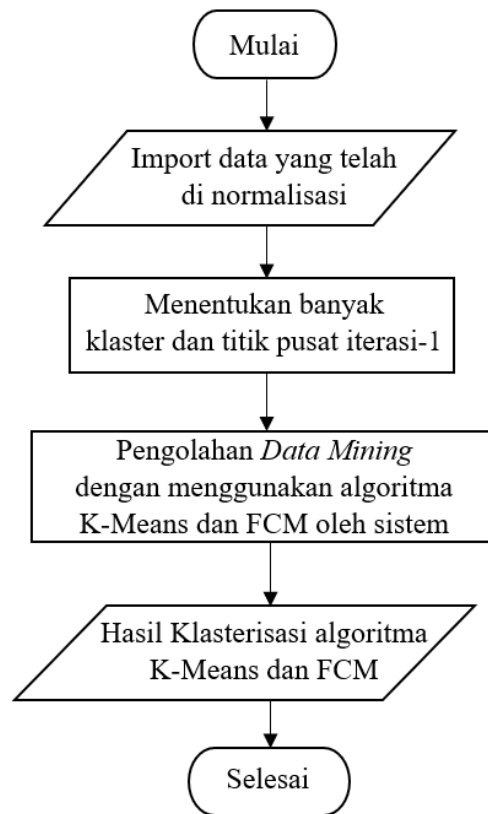 Mulai
Import data yang telah
di normalisasi
Menentukan banyak
klaster dan titik pusat iterasi-1
Pengolahan Data Mining
dengan menggunakan algoritma
K-Means dan FCM oleh sistem
Hasil Klasterisasi algoritma
K-Means dan FCM
Selesai